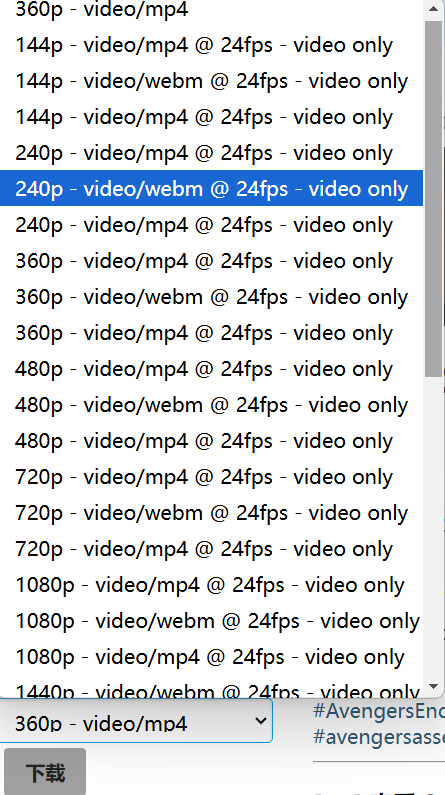 360p - video/mp4
144p - video/mp4 @ 24fps - video only
144p - video/webm @ 24fps - video only
144p - video/mp4 @ 24fps - video only
240p - video/mp4 @ 24fps - video only
240p - video/webm @ 24fps - video only
240p - video/mp4 @ 24fps - video only
360p - video/mp4 @ 24fps - video only
360p - video/webm @ 24fps - video only
360p - video/mp4 @ 24fps - video only
480p - video/mp4 @ 24fps - video only
480p - video/webm @ 24fps - video only
480p - video/mp4 @ 24fps - video only
720p - video/mp4 @ 24fps - video only
720p - video/webm @ 24fps - video only
720p - video/mp4 @ 24fps - video only
1080p - video/mp4 @ 24fps - video only
1080p - video/webm @ 24fps - video only
1080p - video/mp4 @ 24fps - video only
1440p - video/webm @ 24fps - video only
360p - video/mp4
#AvengersEnd
#avengersasse
下载